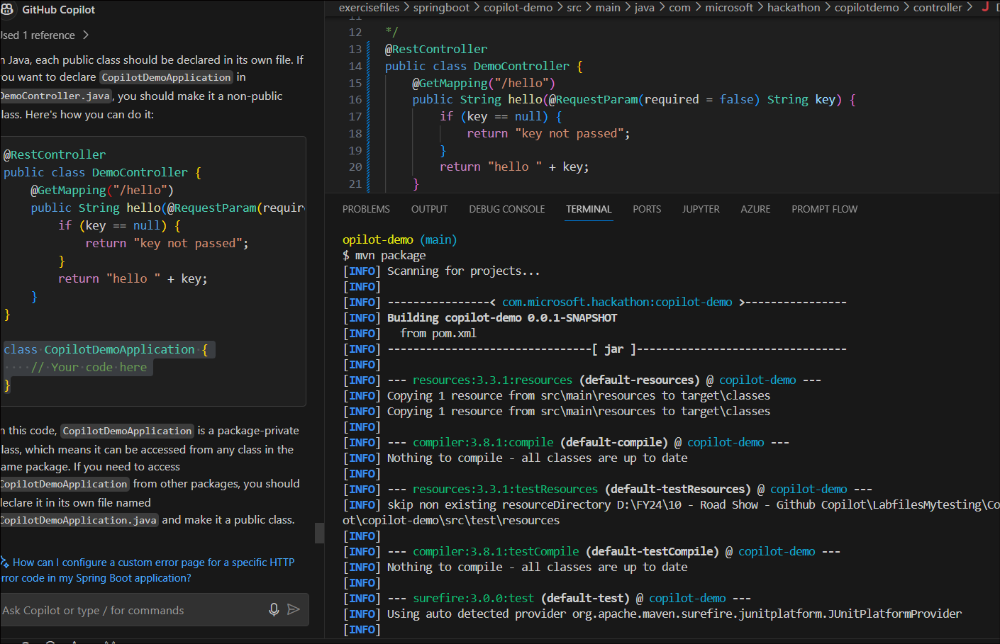 GitHub Copilot
Used 1 reference
In Java, each public class should be declared in its own file. If
you want to declare CopilotDemoApplication in
DemoController.java, you should make it a non-public
class. Here's how you can do it:
@RestController
public class DemoController {
@GetMapping("/hello")
public String hello(@RequestParam(requir
if (key == null) {
return "key not passed";
}
return "hello " + key;
}
}
class CopilotDemoApplication {
// Your code here
}
In this code, CopilotDemoApplication is a package-private
class, which means it can be accessed from any class in the
same package. If you need to access
CopilotDemoApplication from other packages, you should
declare it in its own file named
CopilotDemoApplication.java and make it a public class.
How can I configure a custom error page for a specific HTTP
error code in my Spring Boot application?
Ask Copilot or type / for commands
exercisefiles > springboot > copilot-demo > src > main > java > com > microsoft > hackathon > copilotdemo > controller > J D
11
12 */
13 @RestController
14 public class DemoController {
15 @GetMapping("/hello")
16 public String hello(@RequestParam(required = false) String key) {
17 if (key == null) {
18 return "key not passed";
19 }
20 return "hello " + key;
21 }
PROBLEMS OUTPUT DEBUG CONSOLE TERMINAL PORTS JUPYTER AZURE PROMPT FLOW
opilot-demo (main)
$ mvn package
[INFO] Scanning for projects...
[INFO]
[INFO] ----------------< com.microsoft.hackathon:copilot-demo >----------------
[INFO] Building copilot-demo 0.0.1-SNAPSHOT
[INFO] from pom.xml
[INFO] --------------------------------[ jar ]---------------------------------
[INFO]
[INFO] --- resources:3.3.1:resources (default-resources) @ copilot-demo ---
[INFO] Copying 1 resource from src\main\resources to target\classes
[INFO] Copying 1 resource from src\main\resources to target\classes
[INFO]
[INFO] --- compiler:3.8.1:compile (default-compile) @ copilot-demo ---
[INFO] Nothing to compile - all classes are up to date
[INFO]
[INFO] --- resources:3.3.1:testResources (default-testResources) @ copilot-demo ---
[INFO] skip non existing resourceDirectory D:\FY24\10 - Road Show - Github Copilot\LabfilesMytesting\Co
ot\copilot-demo\src\test\resources
[INFO]
[INFO] --- compiler:3.8.1:testCompile (default-testCompile) @ copilot-demo ---
[INFO] Nothing to compile - all classes are up to date
[INFO]
[INFO] --- surefire:3.0.0:test (default-test) @ copilot-demo ---
[INFO] Using auto detected provider org.apache.maven.surefire.junitplatform.JUnitPlatformProvider
[INFO]